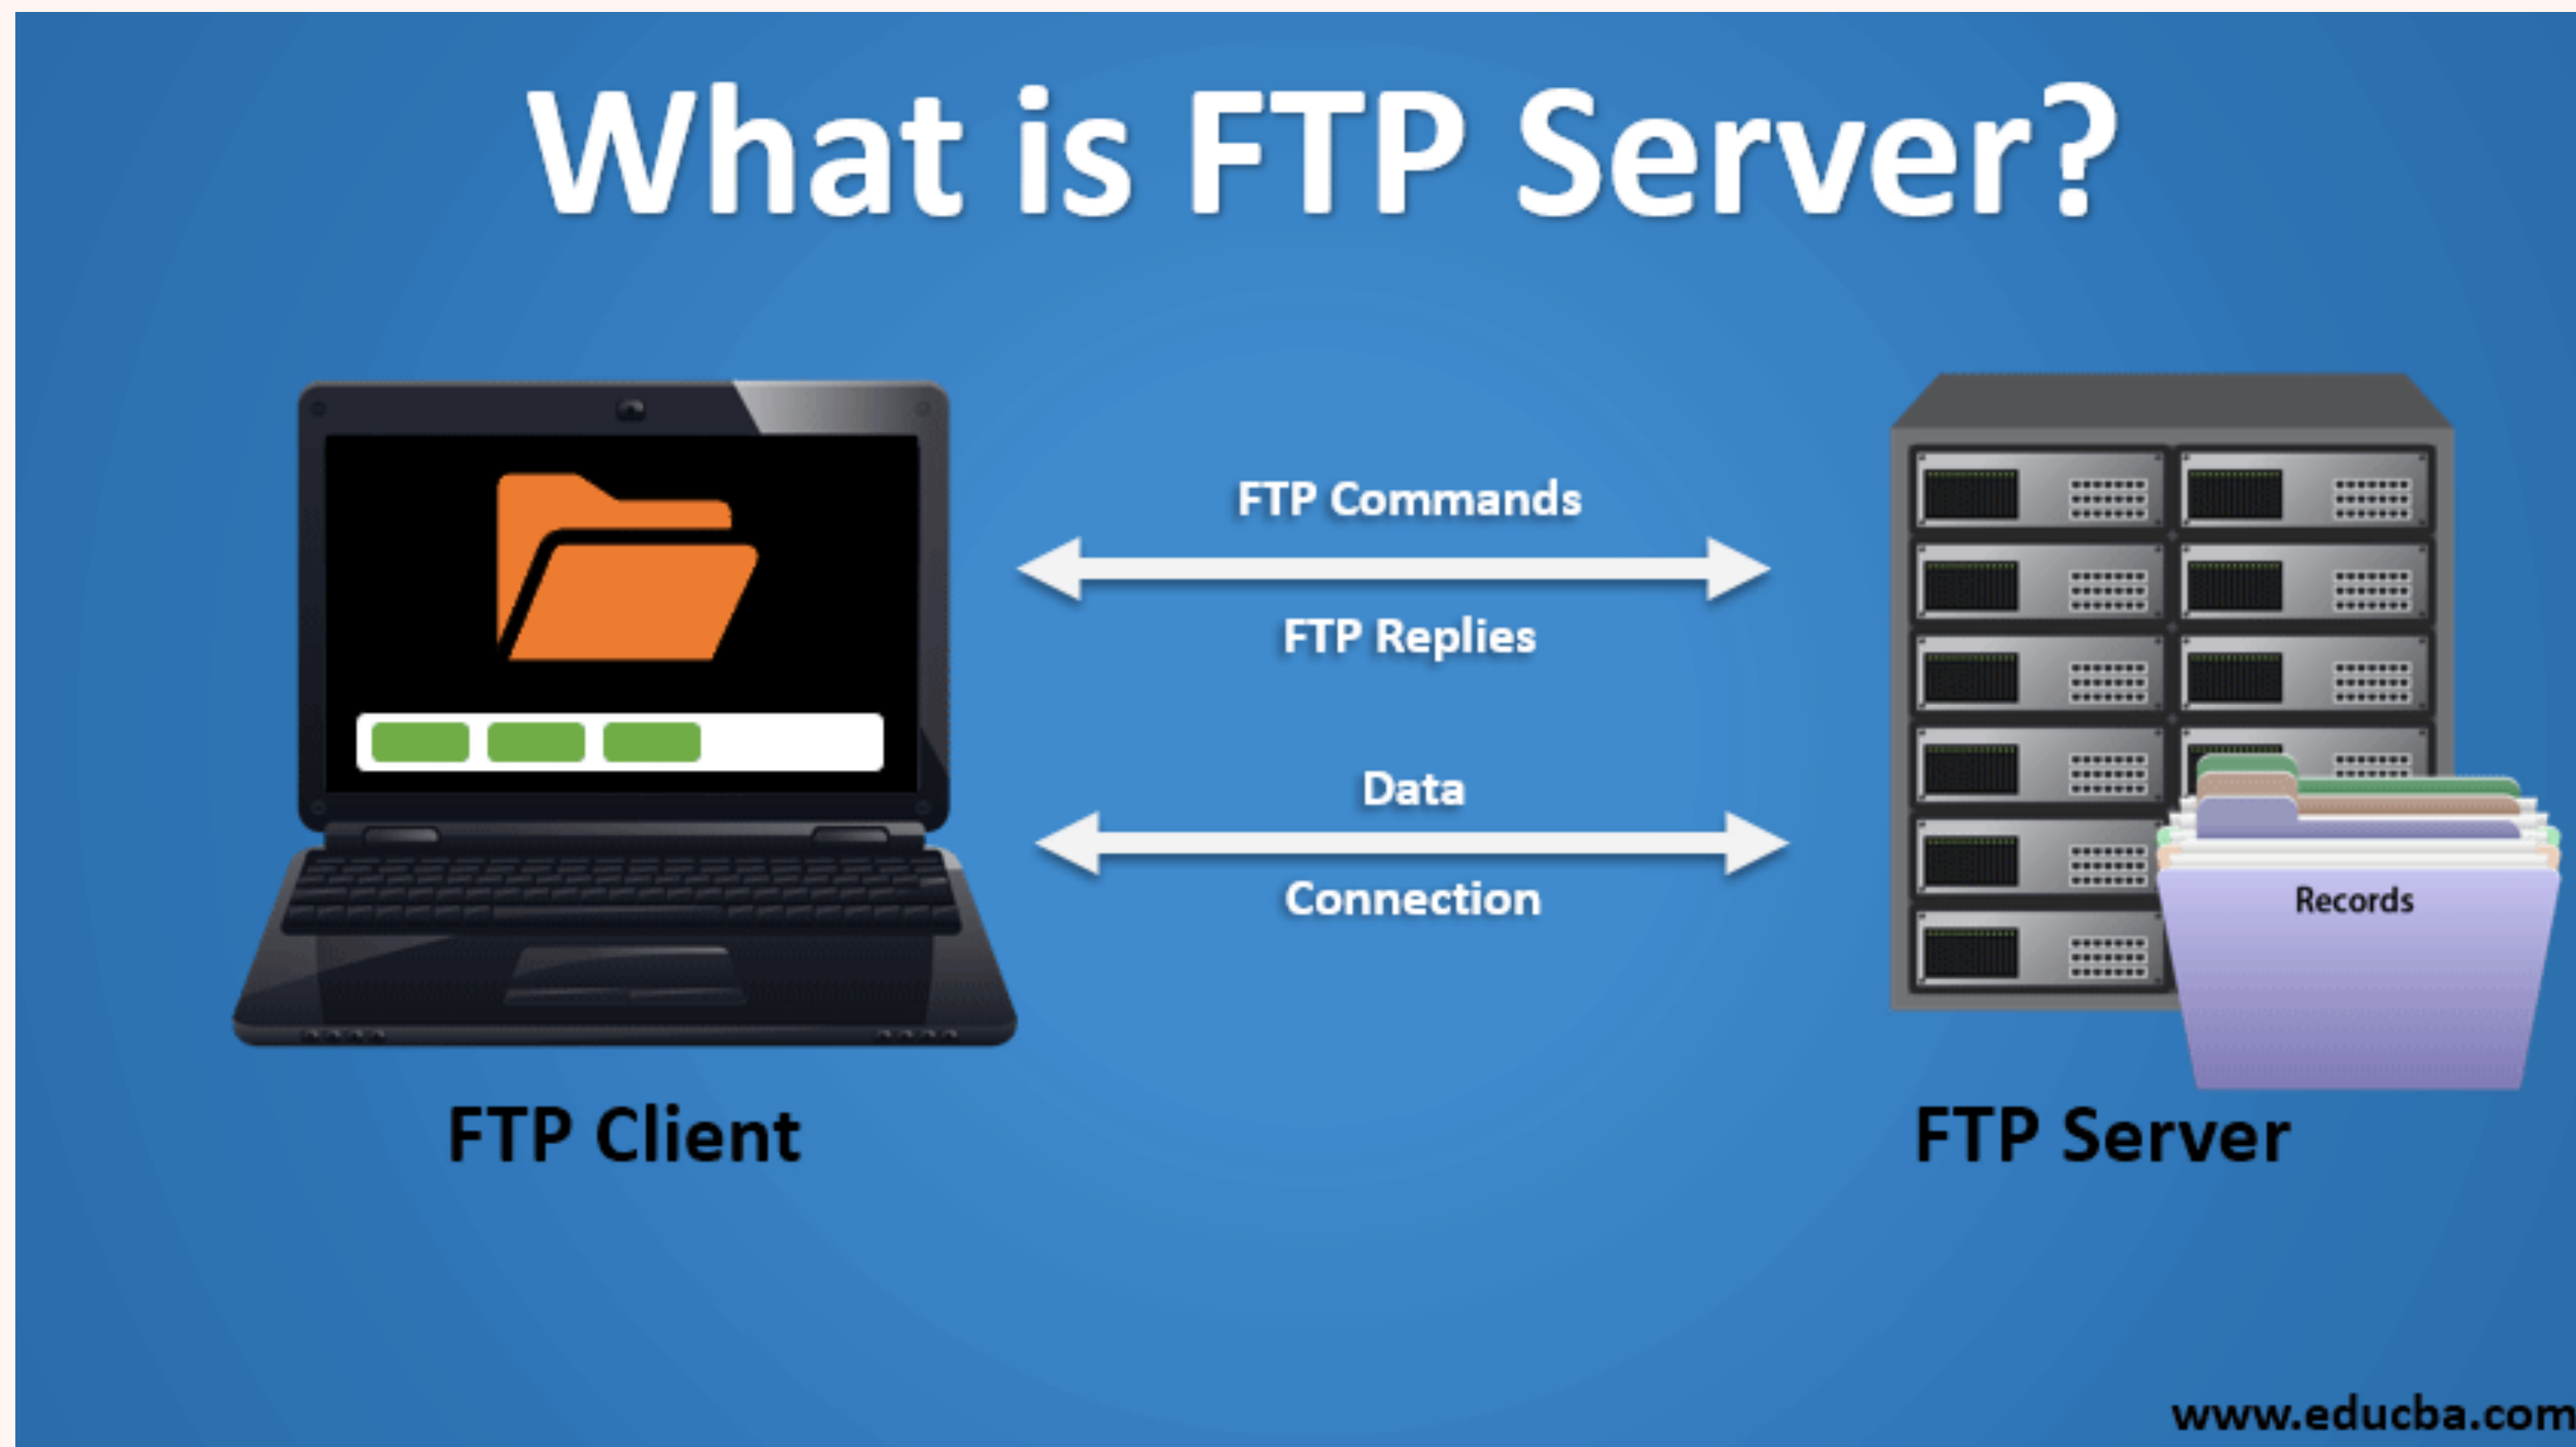 What is FTP Server?
FTP Commands
FTP Replies
Data
Connection
Records
FTP Client
FTP Server
www.educba.com